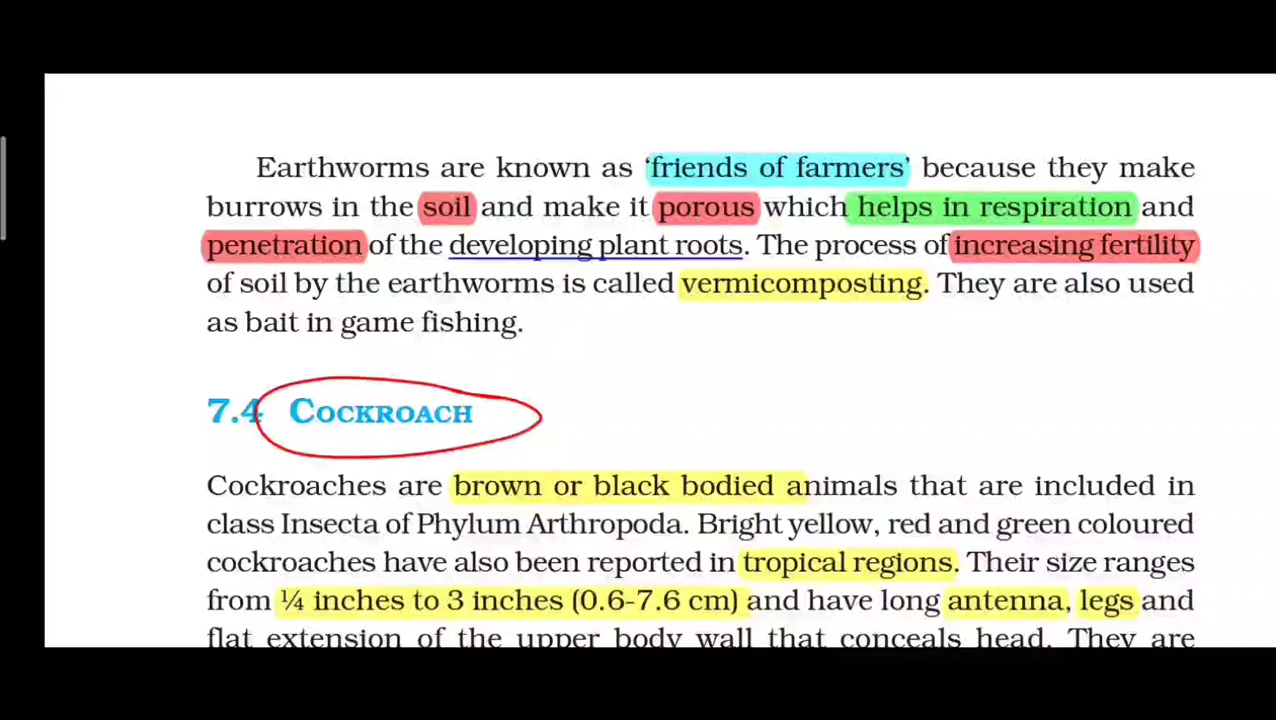 Earthworms are known as ‘friends of farmers’ because they make
burrows in the soil and make it porous which helps in respiration and
penetration of the developing plant roots. The process of increasing fertility
of soil by the earthworms is called vermicomposting. They are also used
as bait in game fishing.
7.4 COCKROACH
Cockroaches are brown or black bodied animals that are included in
class Insecta of Phylum Arthropoda. Bright yellow, red and green coloured
cockroaches have also been reported in tropical regions. Their size ranges
from ¼ inches to 3 inches (0.6-7.6 cm) and have long antenna, legs and
flat extension of the upper body wall that conceals head. They are